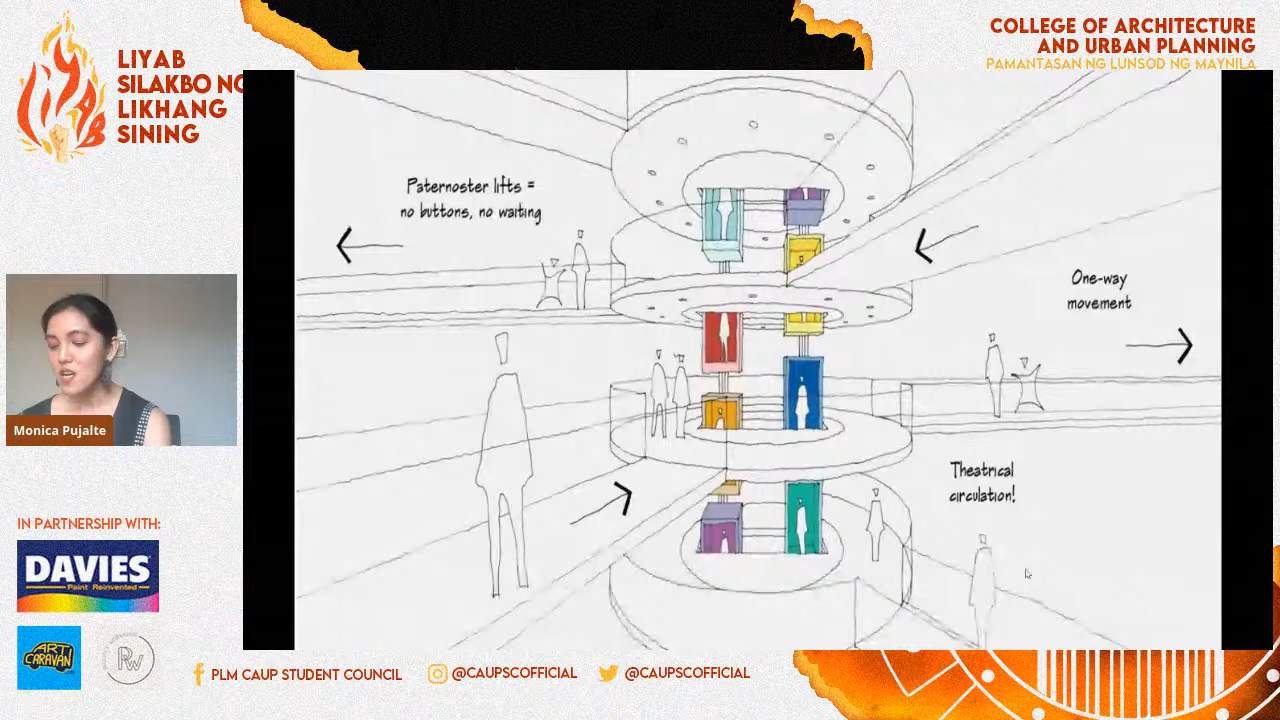 LIYAB
SILAKBO NG
LIKHANG
SINING
COLLEGE OF ARCHITECTURE
AND URBAN PLANNING
PAMANTASAN NG LUNSOD NG MAYNILA
Paternoster lifts =
no buttons, no waiting
One-way
movement
Theatrical
circulation!
Monica Pujalte
IN PARTNERSHIP WITH:
DAVIES
Paint Reinvented
ART
CARAVAN
PW
PLM CAUP STUDENT COUNCIL
@CAUPSCOFFICIAL
@CAUPSCOFFICIAL